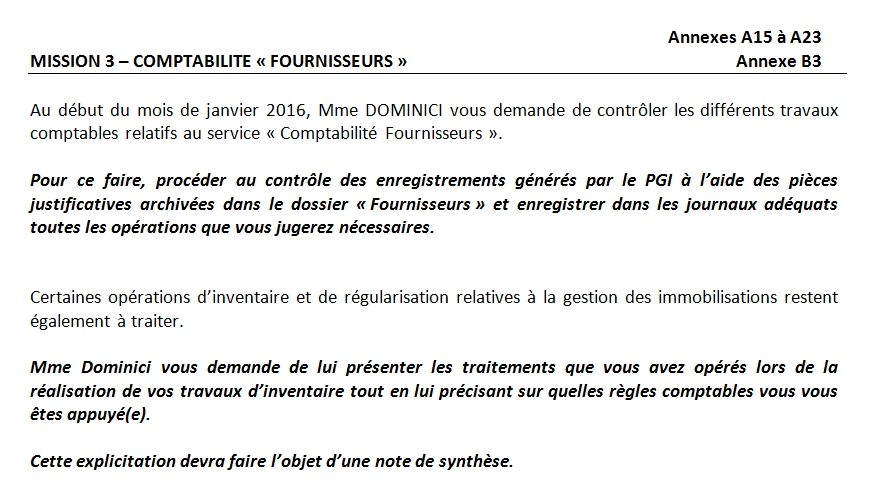 Annexes A15 à A23
MISSION 3 – COMPTABILITE « FOURNISSEURS » Annexe B3
Au début du mois de janvier 2016, Mme DOMINICI vous demande de contrôler les différents travaux
comptables relatifs au service « Comptabilité Fournisseurs ».
Pour ce faire, procéder au contrôle des enregistrements générés par le PGI à l’aide des pièces
justificatives archivées dans le dossier « Fournisseurs » et enregistrer dans les journaux adéquats
toutes les opérations que vous jugerez nécessaires.
Certaines opérations d’inventaire et de régularisation relatives à la gestion des immobilisations restent
également à traiter.
Mme Dominici vous demande de lui présenter les traitements que vous avez opérés lors de la
réalisation de vos travaux d’inventaire tout en lui précisant sur quelles règles comptables vous vous
êtes appuyé(e).
Cette explicitation devra faire l’objet d’une note de synthèse.